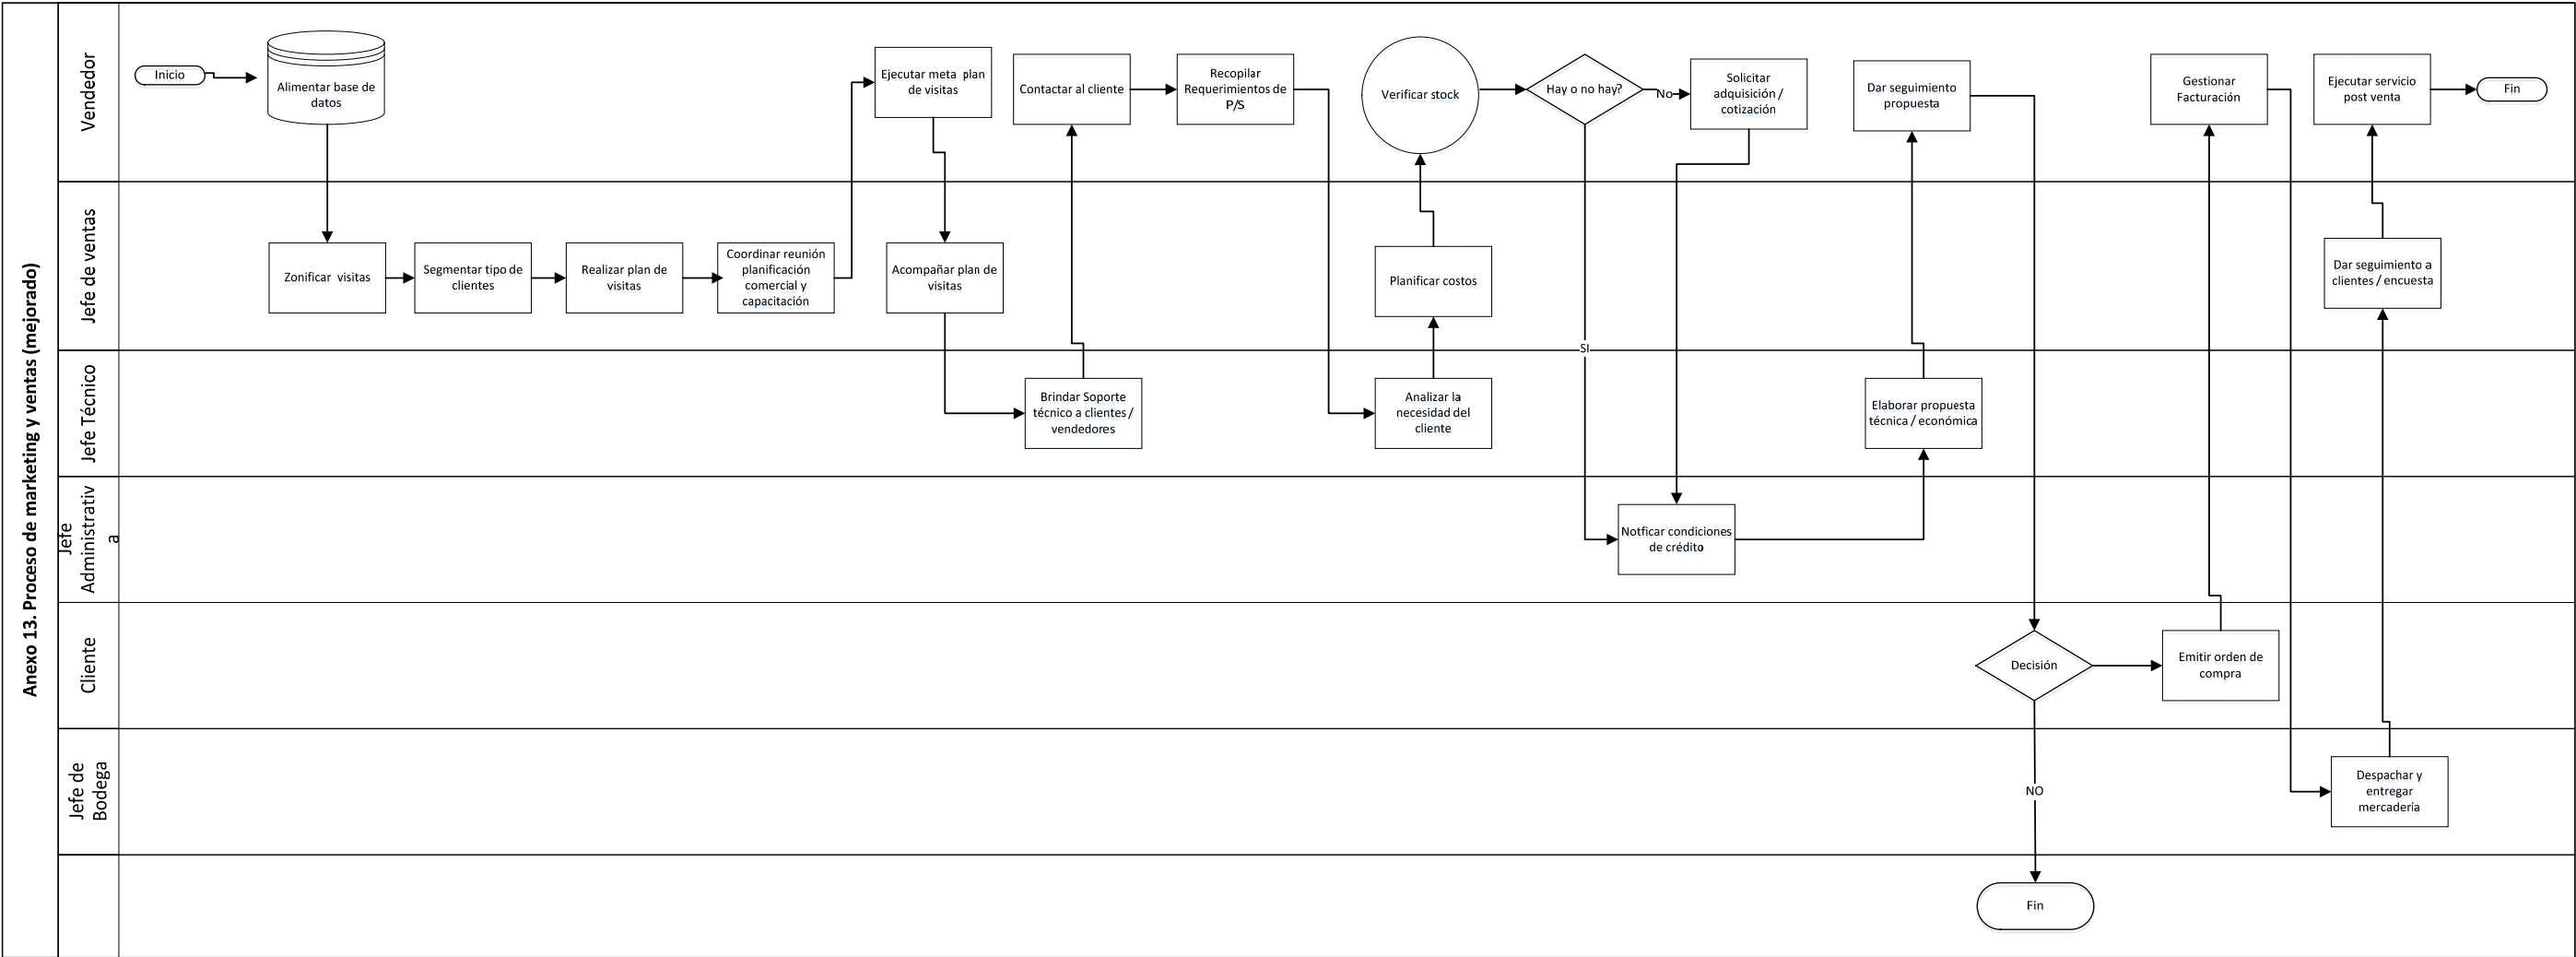 Anexo 13. Proceso de marketing y ventas (mejorado)
Vendedor
Inicio
Alimentar base de
datos
Ejecutar meta plan
de visitas
Contactar al cliente
Recopilar
Requerimientos de
P/S
Verificar stock
Hay o no hay?
No
Solicitar
adquisición /
cotización
Dar seguimiento
propuesta
Gestionar
Facturación
Ejecutar servicio
post venta
Fin
Jefe de ventas
Zonificar visitas
Segmentar tipo de
clientes
Realizar plan de
visitas
Coordinar reunión
planificación
comercial y
capacitación
Acompañar plan de
visitas
Planificar costos
Dar seguimiento a
clientes / encuesta
SI
Jefe Técnico
Brindar Soporte
técnico a clientes /
vendedores
Analizar la
necesidad del
cliente
Elaborar propuesta
técnica / económica
Jefe
Administrativ
a
Notficar condiciones
de crédito
Cliente
Decisión
Emitir orden de
compra
Jefe de
Bodega
NO
Despachar y
entregar
mercadería
Fin